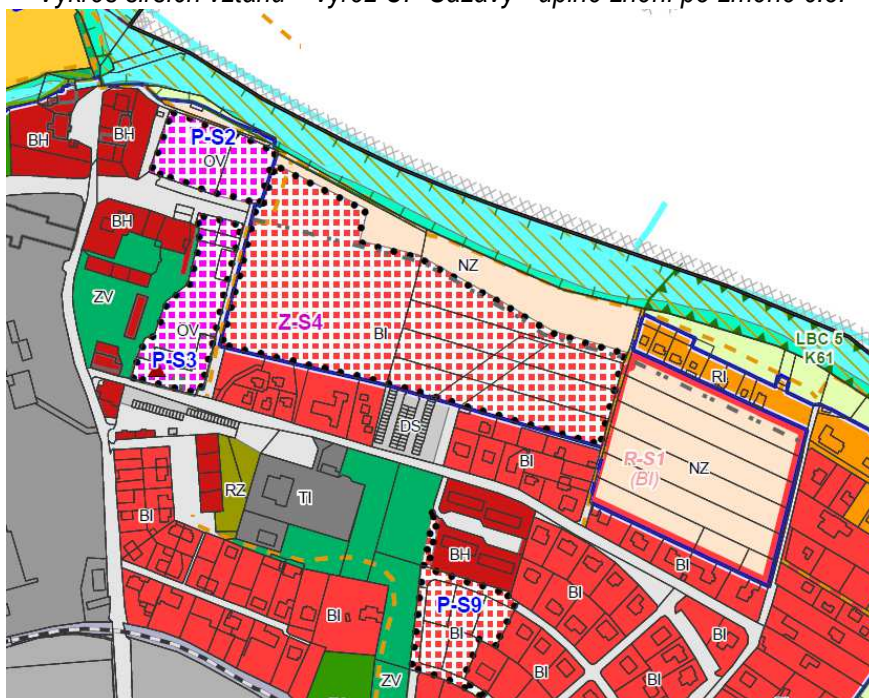 BH
BH
P-S2
OV
BH
NZ
ZV
Z-S4
BI
OV
P-S3
LBC 5
K61
RI
DS
BI
R-S1
(BI)
NZ
RZ
TI
BI
BH
BI
BI
P-S9
BI
BI
BI
BI
ZV
BI
BI